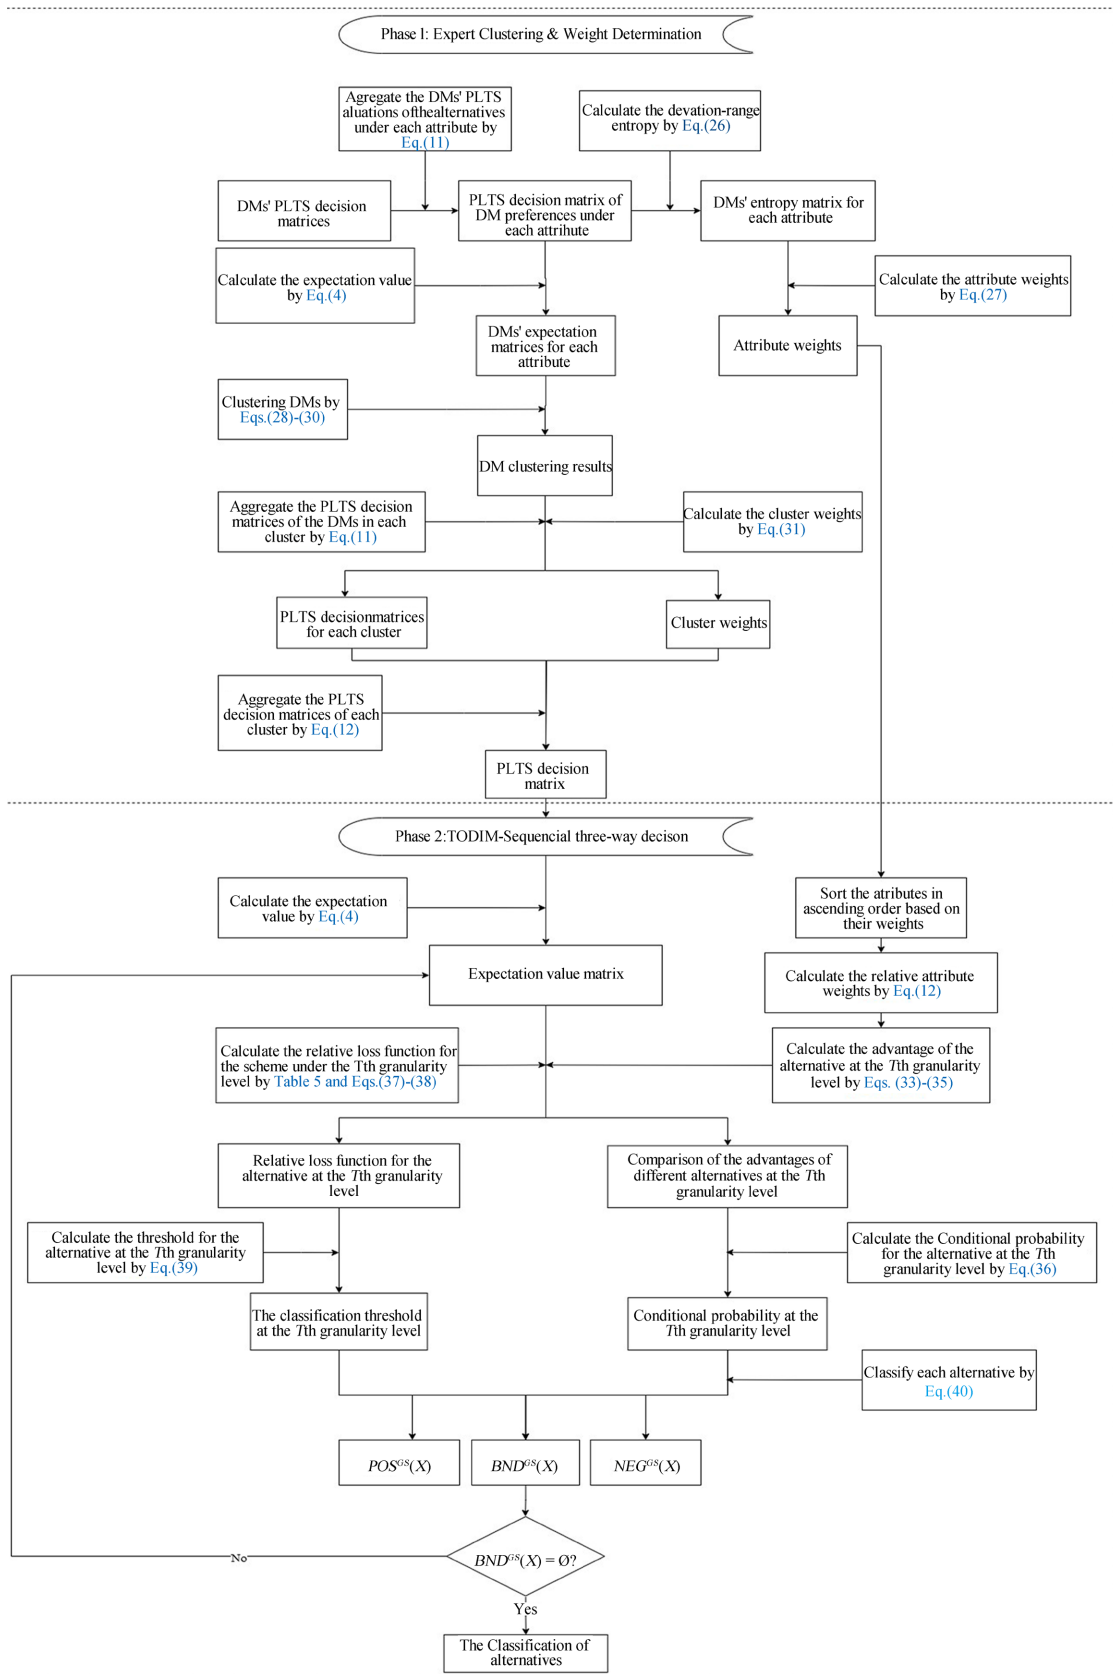 Phase l: Expert Clustering & Weight Determination
Agregate the DMs' PLTS
aluations ofthealternatives
under each attribute by
Eq.(11)
Calculate the devation-range
entropy by Eq.(26)
DMs' PLTS decision
matrices
PLTS decision matrix of
DM preferences under
each attrihute
DMs' entropy matrix for
each attribute
Calculate the expectation value
by Eq.(4)
Calculate the attribute weights
by Eq.(27)
DMs' expectation
matrices for each
attribute
Attribute weights
Clustering DMs by
Eqs.(28)-(30)
DM clustering results
Aggregate the PLTS decision
matrices of the DMs in each
cluster by Eq.(11)
Calculate the cluster weights
by Eq.(31)
PLTS decisionmatrices
for each cluster
Cluster weights
Aggregate the PLTS
decision matrices of each
cluster by Eq.(12)
PLTS decision
matrix
Phase 2:TODIM-Sequencial three-way decison
Calculate the expectation
value by Eq.(4)
Sort the atributes in
ascending order based on
their weights
Expectation value matrix
Calculate the relative attribute
weights by Eq.(12)
Calculate the relative loss function for
the scheme under the Tth granularity
level by Table 5 and Eqs.(37)-(38)
Calculate the advantage of the
alternative at the Tth granularity
level by Eqs. (33)-(35)
Relative loss function for the
alternative at the Tth granularity
level
Comparison of the advantages of
different alternatives at the Tth
granularity level
Calculate the threshold for the
alternative at the Tth granularity
level by Eq.(39)
Calculate the Conditional probability
for the alternative at the Tth
granularity level by Eq.(36)
The classification threshold
at the Tth granularity level
Conditional probability at the
Tth granularity level
Classify each alternative by
Eq.(40)
POS^{GS}(X)
BND^{GS}(X)
NEG^{GS}(X)
BND^{GS}(X) = Ø?
No
Yes
The Classification of
alternatives